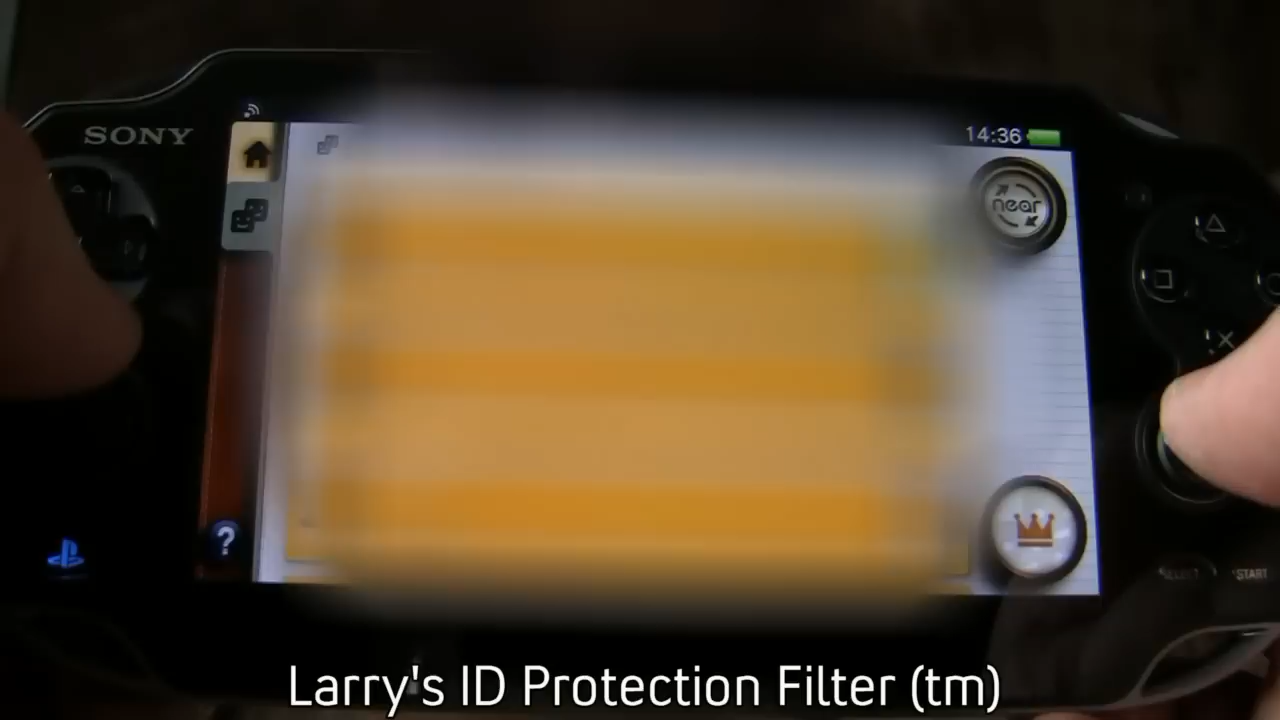 SONY
14:36
near
?
SELECT
START
Larry's ID Protection Filter (tm)